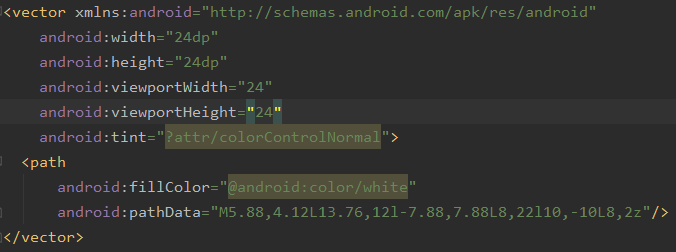 <vector xmlns:android="http://schemas.android.com/apk/res/android"
android:width="24dp"
android:height="24dp"
android:viewportWidth="24"
android:viewportHeight="24"
android:tint="?attr/colorControlNormal">
<path
android:fillColor="@android:color/white"
android:pathData="M5.88,4.12L13.76,12l-7.88,7.88L8,22l10,-10L8,2z"/>
</vector>